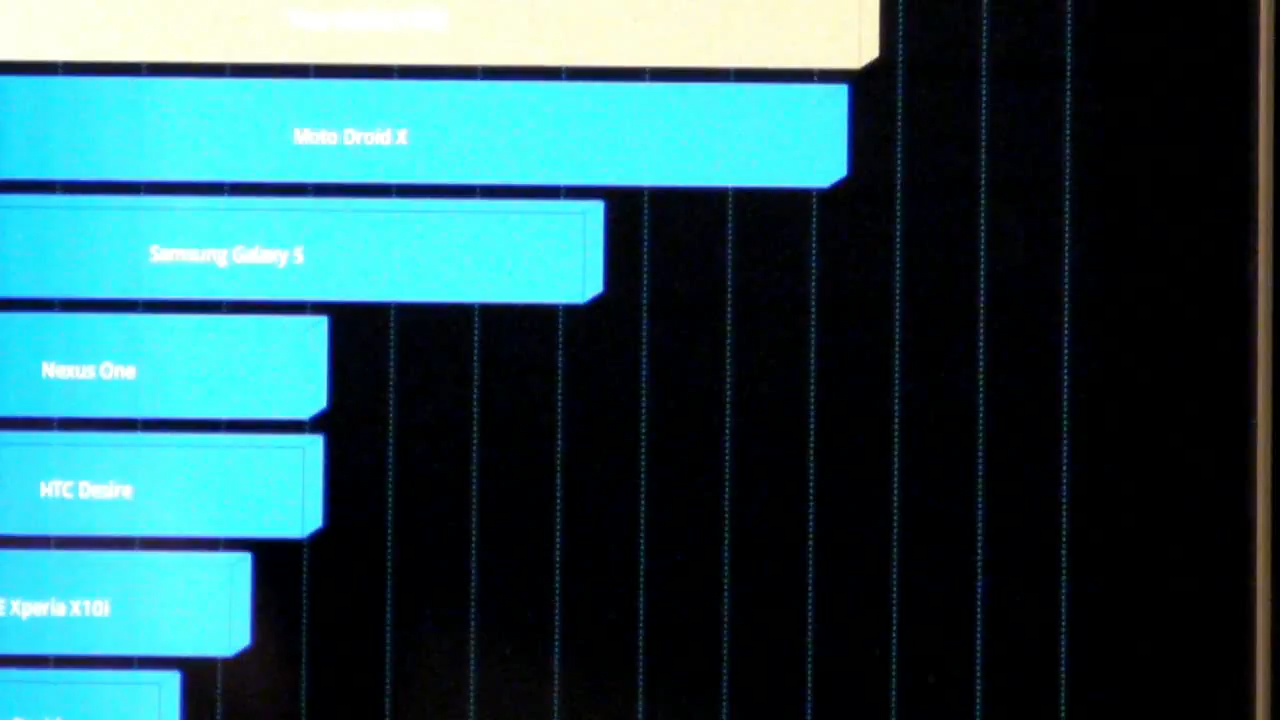 Moto Droid X
Samsung Galaxy S
Nexus One
HTC Desire
E Xperia X10i